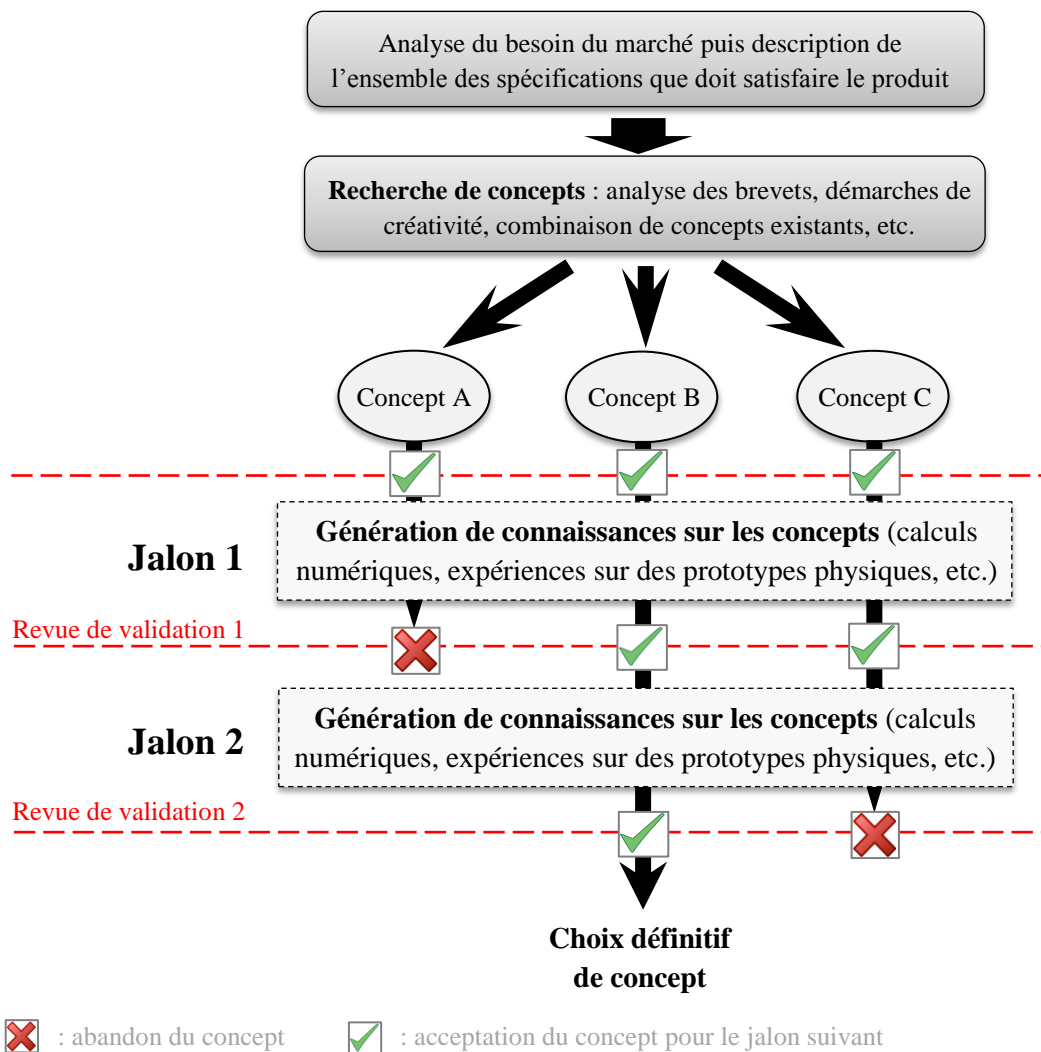 Analyse du besoin du marché puis description de
l’ensemble des spécifications que doit satisfaire le produit
Recherche de concepts : analyse des brevets, démarches de
créativité, combinaison de concepts existants, etc.
Concept A
Concept B
Concept C
Jalon 1
Génération de connaissances sur les concepts (calculs
numériques, expériences sur des prototypes physiques, etc.)
Revue de validation 1
Jalon 2
Génération de connaissances sur les concepts (calculs
numériques, expériences sur des prototypes physiques, etc.)
Revue de validation 2
Choix définitif
de concept
: abandon du concept
: acceptation du concept pour le jalon suivant